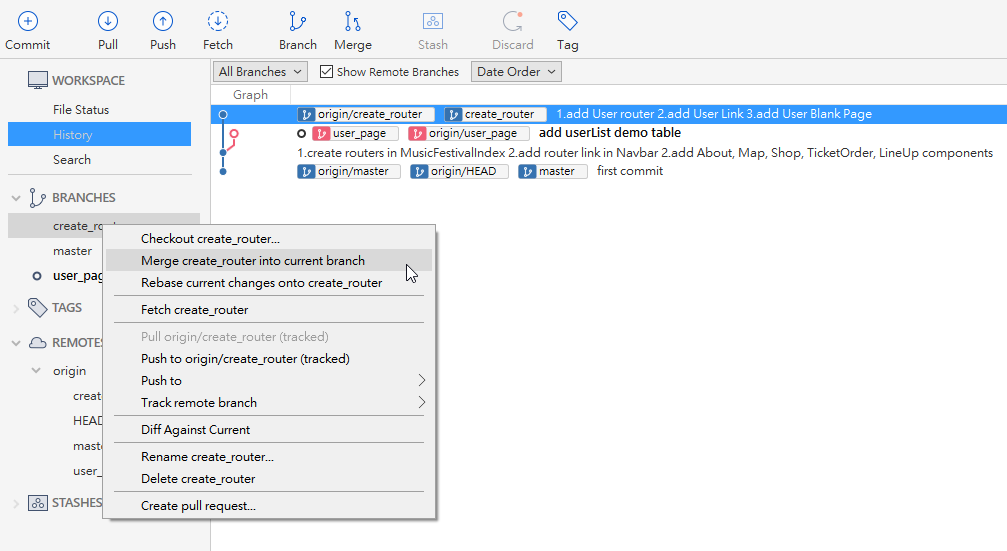 Commit Pull Push Fetch Branch Merge Stash Discard Tag
WORKSPACE
File Status
History
Search
BRANCHES
create_ro
master
user_pag
TAGS
REMOTES
origin
creat
HEAD
maste
user_
STASHES
All Branches Show Remote Branches Date Order
Graph
origin/create_router create_router 1.add User router 2.add User Link 3.add User Blank Page
user_page origin/user_page add userList demo table
1.create routers in MusicFestivalIndex 2.add router link in Navbar 2.add About, Map, Shop, TicketOrder, LineUp components
origin/master origin/HEAD master first commit
Checkout create_router...
Merge create_router into current branch
Rebase current changes onto create_router
Fetch create_router
Pull origin/create_router (tracked)
Push to origin/create_router (tracked)
Push to
Track remote branch
Diff Against Current
Rename create_router...
Delete create_router
Create pull request...